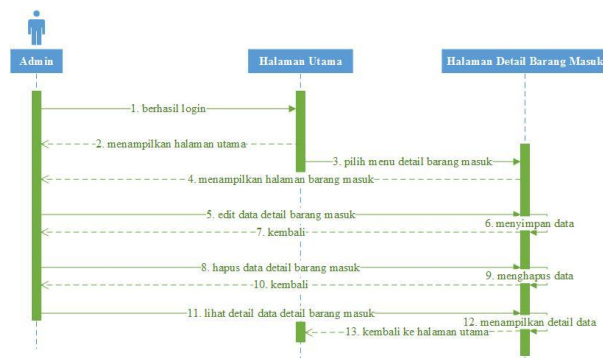 Admin
Halaman Utama
Halaman Detail Barang Masuk
1. berhasil login
2. menampilkan halaman utama
3. pilih menu detail barang masuk
4. menampilkan halaman barang masuk
5. edit data detail barang masuk
6. menyimpan data
7. kembali
8. hapus data detail barang masuk
9. menghapus data
10. kembali
11. lihat detail data detail barang masuk
12. menampilkan detail data
13. kembali ke halaman utama